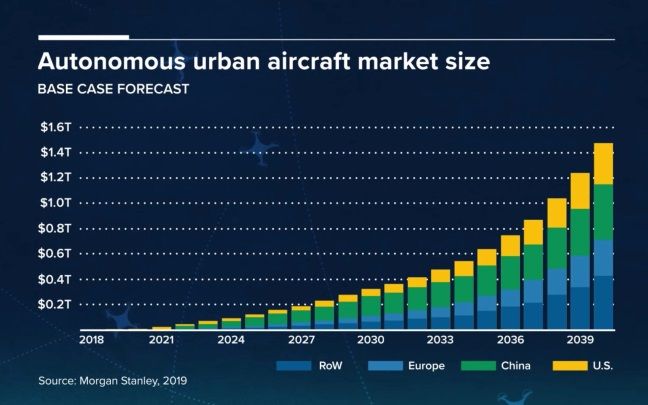 Autonomous urban aircraft market size
BASE CASE FORECAST
$1.6T
$1.4T
$1.2T
$1.0T
$0.8T
$0.6T
$0.4T
$0.2T
2018 2021 2024 2027 2030 2033 2036 2039
RoW Europe China U.S.
Source: Morgan Stanley, 2019